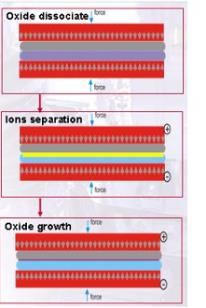 Oxide dissociate
force
force
Ions separation
force
+
-
force
Oxide growth
force
+
-
force